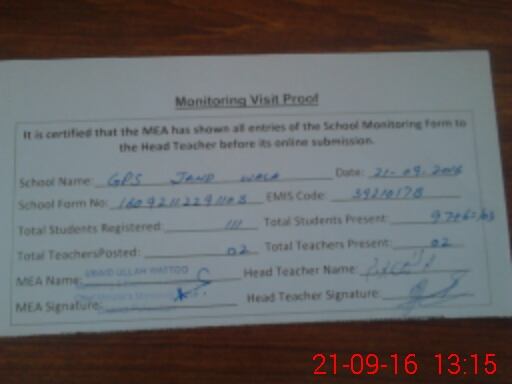 Monitoring Visit Proof
It is certified that the MEA has shown all entries of the School Monitoring Form to
the Head Teacher before its online submission.
School Name: GPS JAND WALA Date: 21-09.2016
School Form No: EMIS Code: 39210178
Total Students Registered: 111 Total Students Present:
Total TeachersPosted: 02 Total Teachers Present: 02
MEA Name: UBAID ULLAH WATTOO Head Teacher Name:
MEA Signature: Head Teacher Signature:
21-09-16 13:15